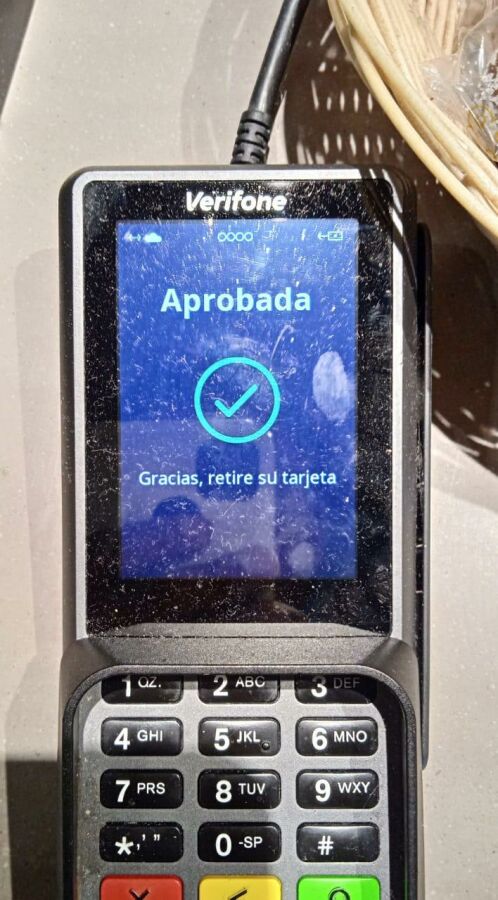 Verifone
Aprobada
Gracias, retire su tarjeta
1 QZ. 2 ABC 3 DEF
4 GHI 5 JKL 6 MNO
7 PRS 8 TUV 9 WXY
*,'" 0 -SP #